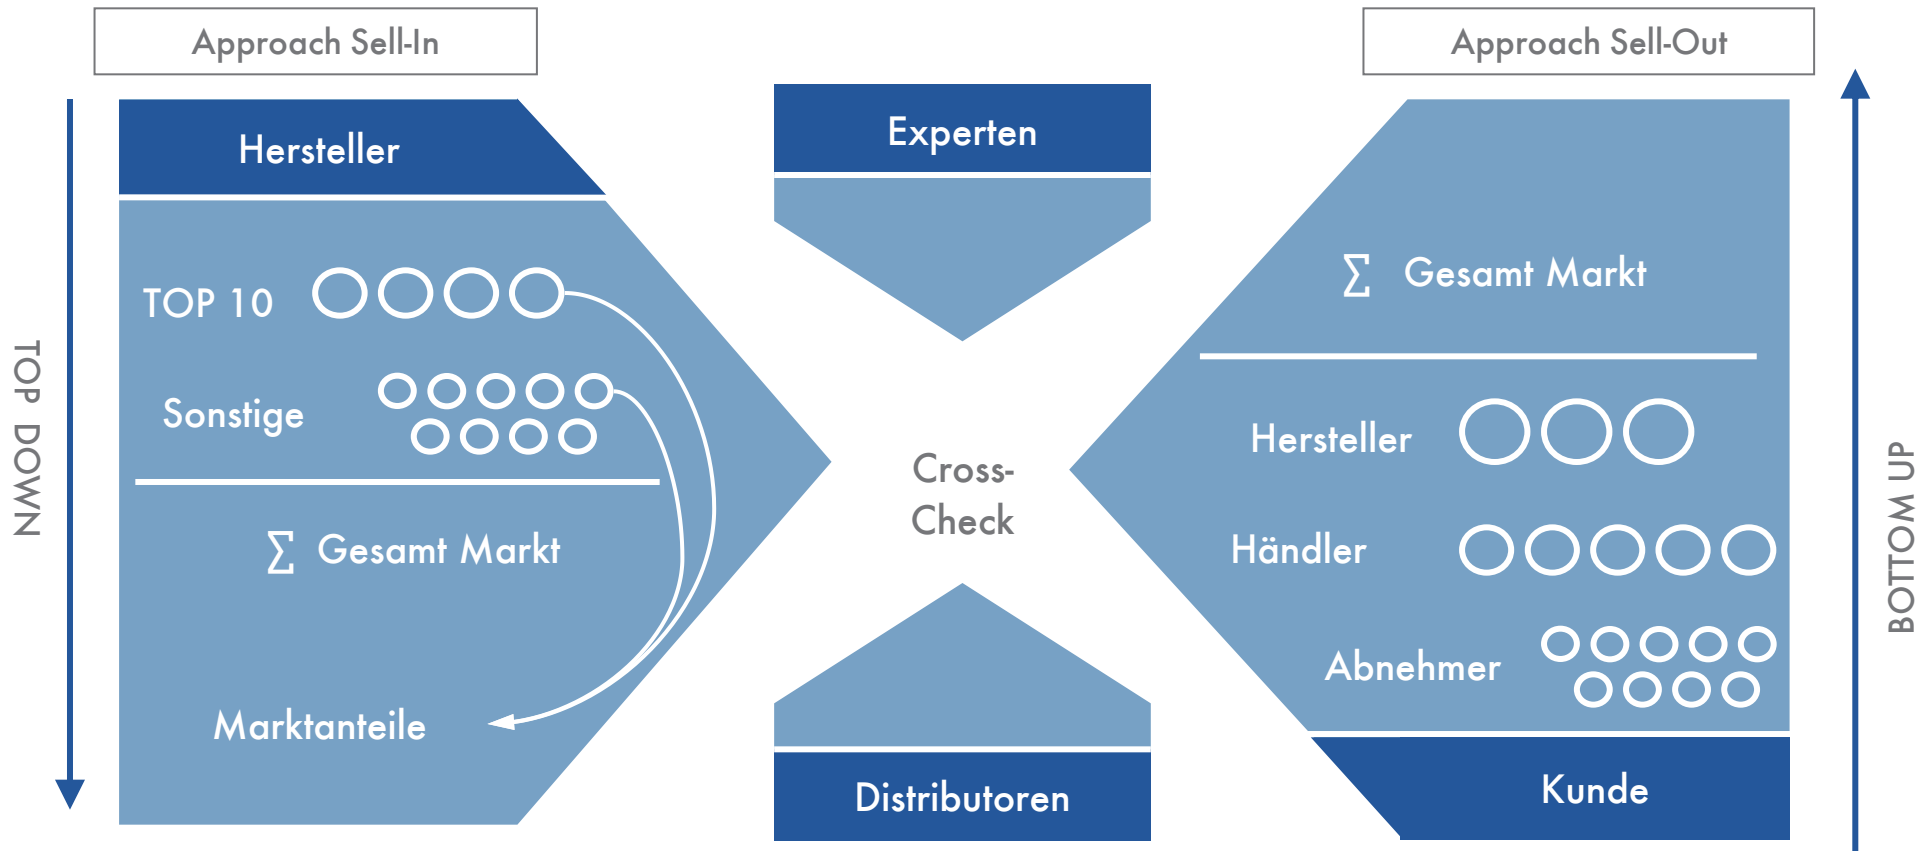 Approach Sell-In
TOP DOWN
Hersteller
TOP 10
Sonstige
∑ Gesamt Markt
Marktanteile
Experten
Cross-
Check
Distributoren
Approach Sell-Out
∑ Gesamt Markt
Hersteller
Händler
Abnehmer
Kunde
BOTTOM UP